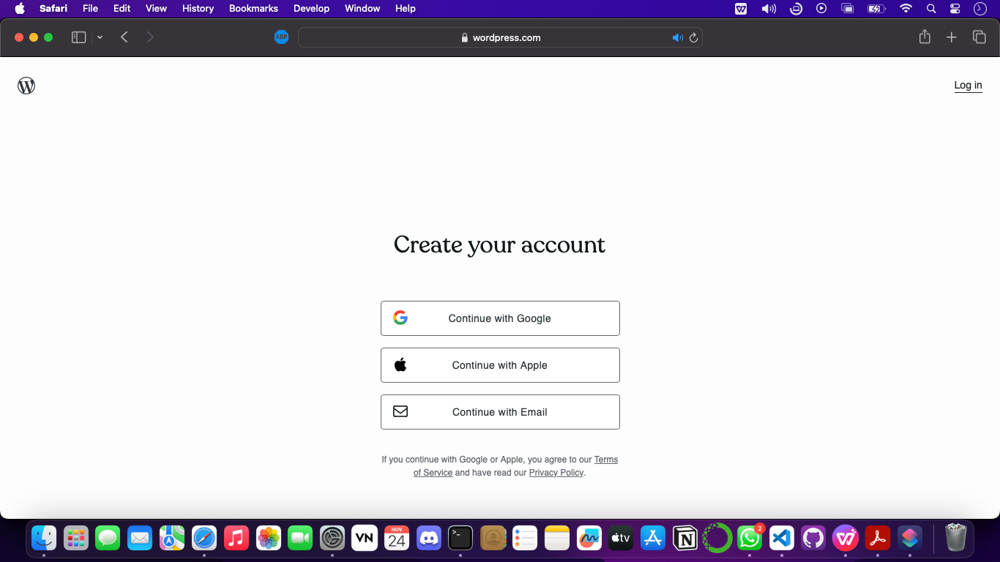 Safari File Edit View History Bookmarks Develop Window Help
ABP wordpress.com
Log in
Create your account
Continue with Google
Continue with Apple
Continue with Email
If you continue with Google or Apple, you agree to our Terms
of Service and have read our Privacy Policy.
VN
NOV
24
tv
2